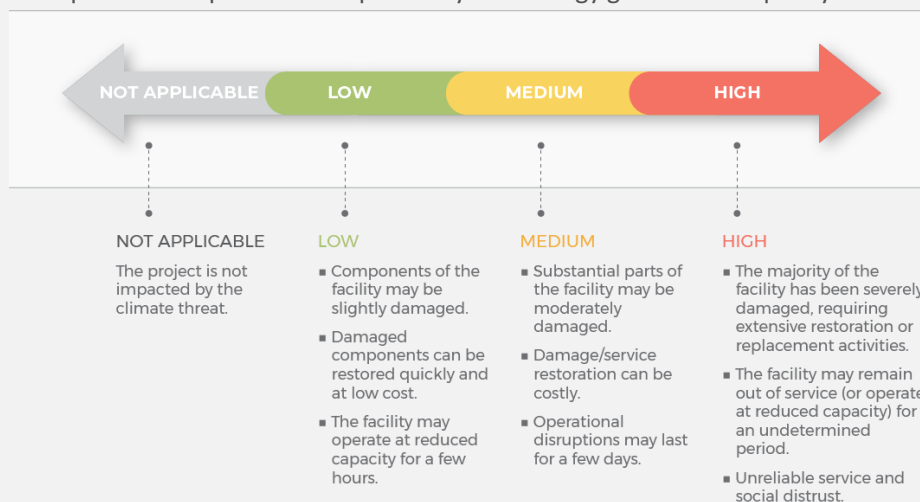 NOT APPLICABLE
LOW
MEDIUM
HIGH
NOT APPLICABLE
The project is not
impacted by the
climate threat.
LOW
▪ Components of the
facility may be
slightly damaged.
▪ Damaged
components can be
restored quickly and
at low cost.
▪ The facility may
operate at reduced
capacity for a few
hours.
MEDIUM
▪ Substantial parts of
the facility may be
moderately
damaged.
▪ Damage/service
restoration can be
costly.
▪ Operational
disruptions may last
for a few days.
HIGH
▪ The majority of the
facility has been severely
damaged, requiring
extensive restoration or
replacement activities.
▪ The facility may remain
out of service (or operate
at reduced capacity) for
an undetermined
period.
▪ Unreliable service and
social distrust.